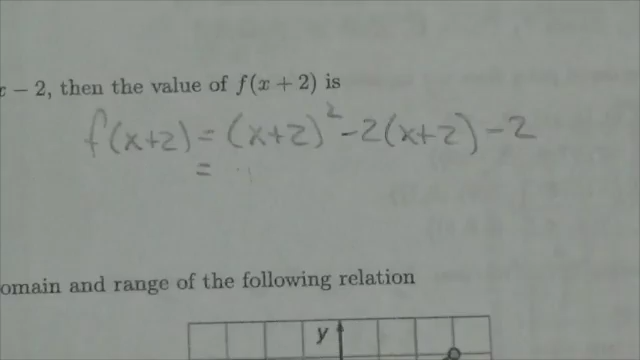 x − 2, then the value of f(x + 2) is
f(x+2) = (x+2)² - 2(x+2) - 2
=
omain and range of the following relation
y